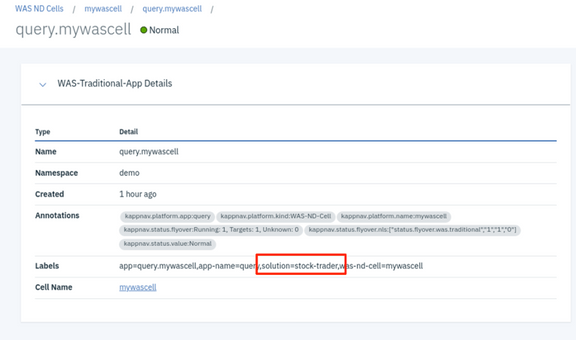 WAS ND Cells / mywascell / query.mywascell /
query.mywascell Normal
WAS-Traditional-App Details
Type Detail
Name query.mywascell
Namespace demo
Created 1 hour ago
Annotations kappnav.platform.app:query kappnav.platform.kind:WAS-ND-Cell kappnav.platform.name:mywascell
kappnav.status.flyover:Running: 1, Targets: 1, Unknown: 0 kappnav.status.flyover.nls:["status.flyover.was.traditional","1","1","0"]
kappnav.status.value:Normal
Labels app=query.mywascell,app-name=query,solution=stock-trader,was-nd-cell=mywascell
Cell Name mywascell